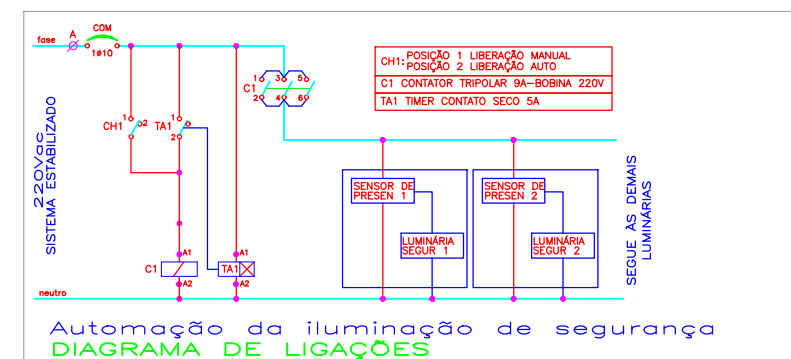 fase
A
COM
1ø10
CH1: POSIÇÃO 1 LIBERAÇÃO MANUAL
POSIÇÃO 2 LIBERAÇÃO AUTO
C1 CONTATOR TRIPOLAR 9A-BOBINA 220V
TA1 TIMER CONTATO SECO 5A
1 3 5
C1
2 4 6
CH1
1
2
TA1
1
2
220Vac
SISTEMA ESTABILIZADO
SENSOR DE
PRESEN 1
LUMINÁRIA
SEGUR 1
SENSOR DE
PRESEN 2
LUMINÁRIA
SEGUR 2
SEGUE ÀS DEMAIS
LUMINÁRIAS
A1
C1
A2
A1
TA1
A2
neutro
Automação da iluminação de segurança
DIAGRAMA DE LIGAÇÕES